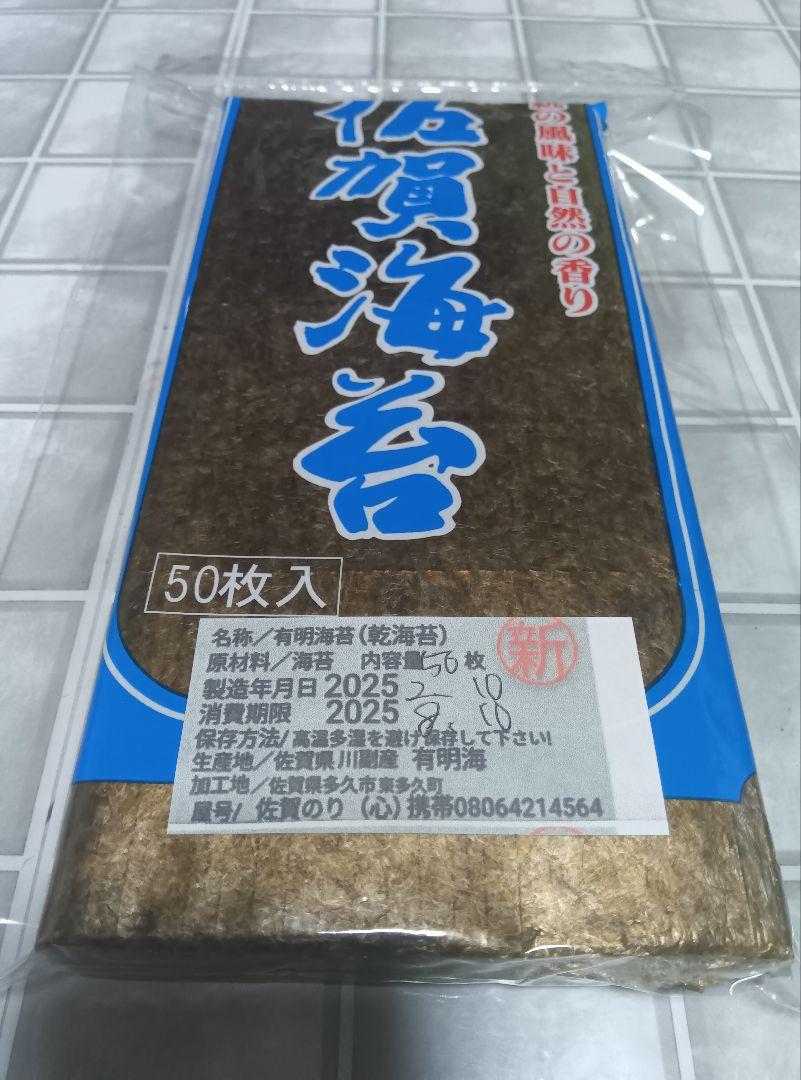 佐賀海苔
の風味と自然の香り
50枚入
新
名称／有明海苔（乾海苔）
原材料／海苔　内容量50枚
製造年月日 2025 2 10
消費期限 2025 8. 10
保存方法/高温多湿を避け保存して下さい!
生産地／佐賀県川副産 有明海
加工地／佐賀県多久市東多久町
屋号/ 佐賀のり （心）携帯08064214564